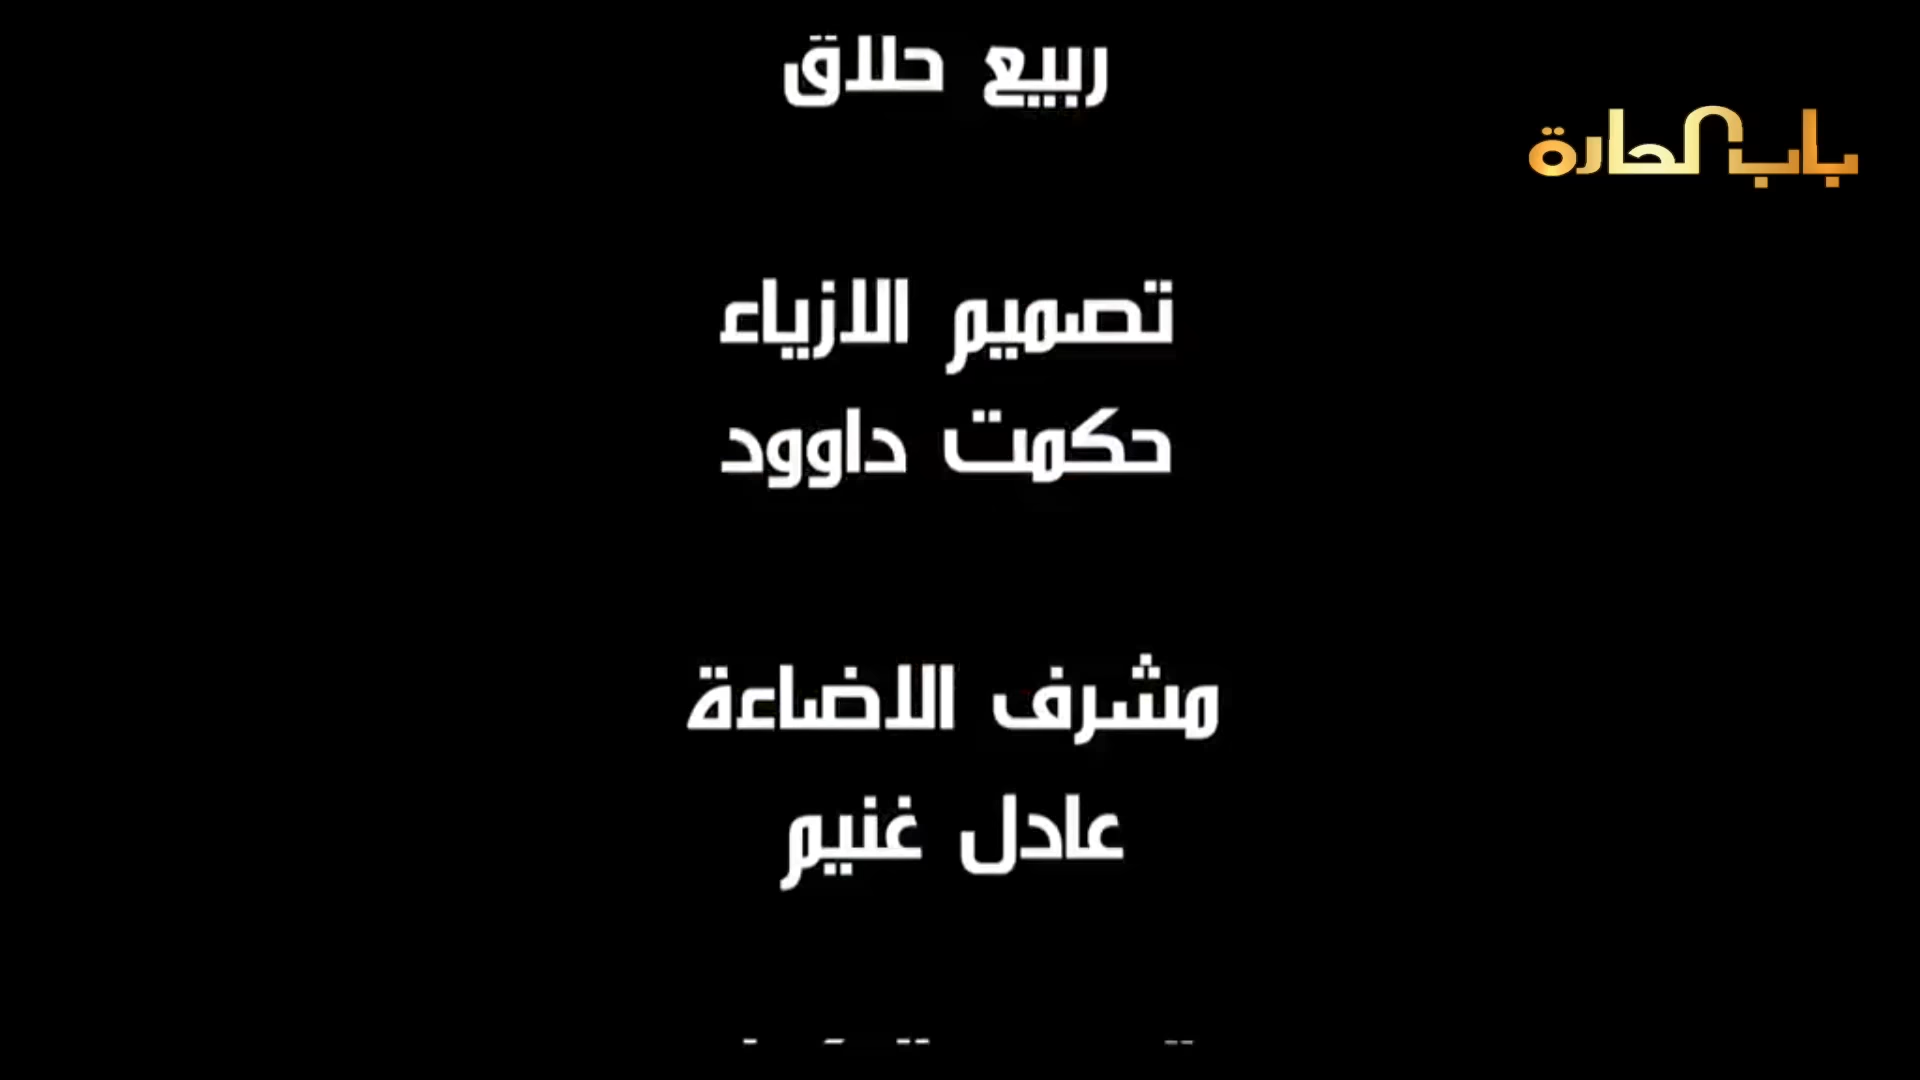 ربيع حلاق
باب الحارة
تصميم الازياء
حكمت داوود
مشرف الاضاءة
عادل غنيم